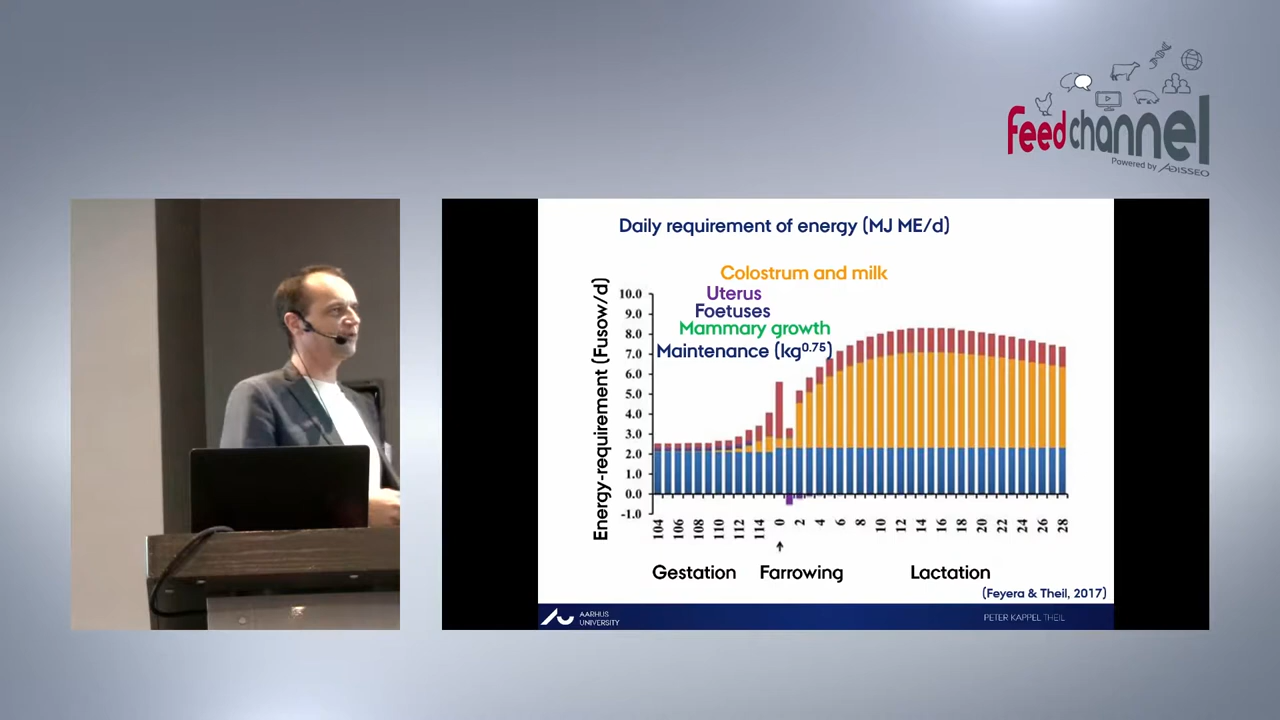 feedchannel
Powered by ADISSEO
Daily requirement of energy (MJ ME/d)
Colostrum and milk
Uterus
Foetuses
Mammary growth
Maintenance (kg0.75)
Energy-requirement (Fusow/d)
10.0
9.0
8.0
7.0
6.0
5.0
4.0
3.0
2.0
1.0
0.0
-1.0
104 106 108 110 112 114 0 2 4 6 8 10 12 14 16 18 20 22 24 26 28
Gestation Farrowing Lactation
(Feyera & Theil, 2017)
AARHUS
UNIVERSITY
PETER KAPPEL THEIL